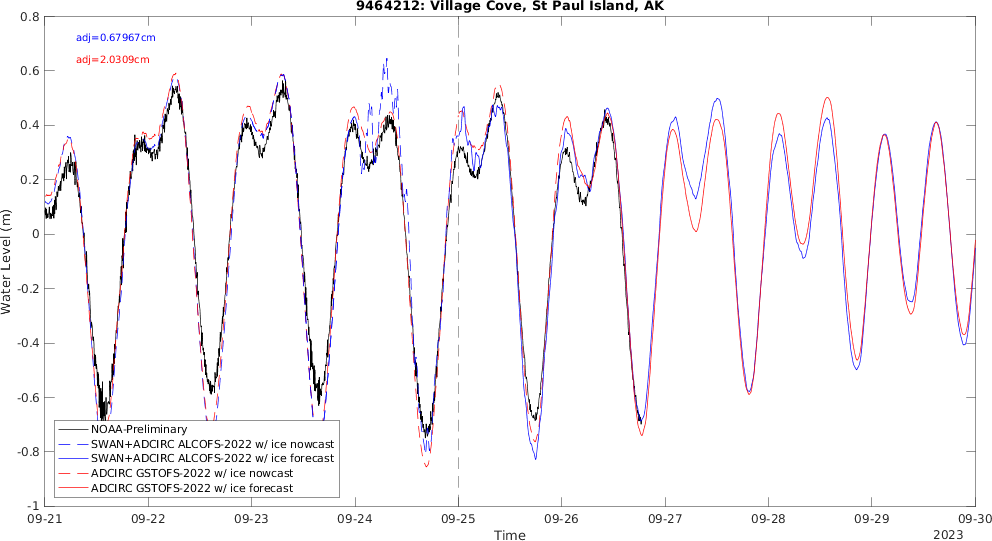 9464212: Village Cove, St Paul Island, AK
adj=0.67967cm
adj=2.0309cm
Water Level (m)
0.8
0.6
0.4
0.2
0
-0.2
-0.4
-0.6
-0.8
-1
NOAA-Preliminary
SWAN+ADCIRC ALCOFS-2022 w/ ice nowcast
SWAN+ADCIRC ALCOFS-2022 w/ ice forecast
ADCIRC GSTOFS-2022 w/ ice nowcast
ADCIRC GSTOFS-2022 w/ ice forecast
09-21 09-22 09-23 09-24 09-25 09-26 09-27 09-28 09-29 09-30
Time
2023